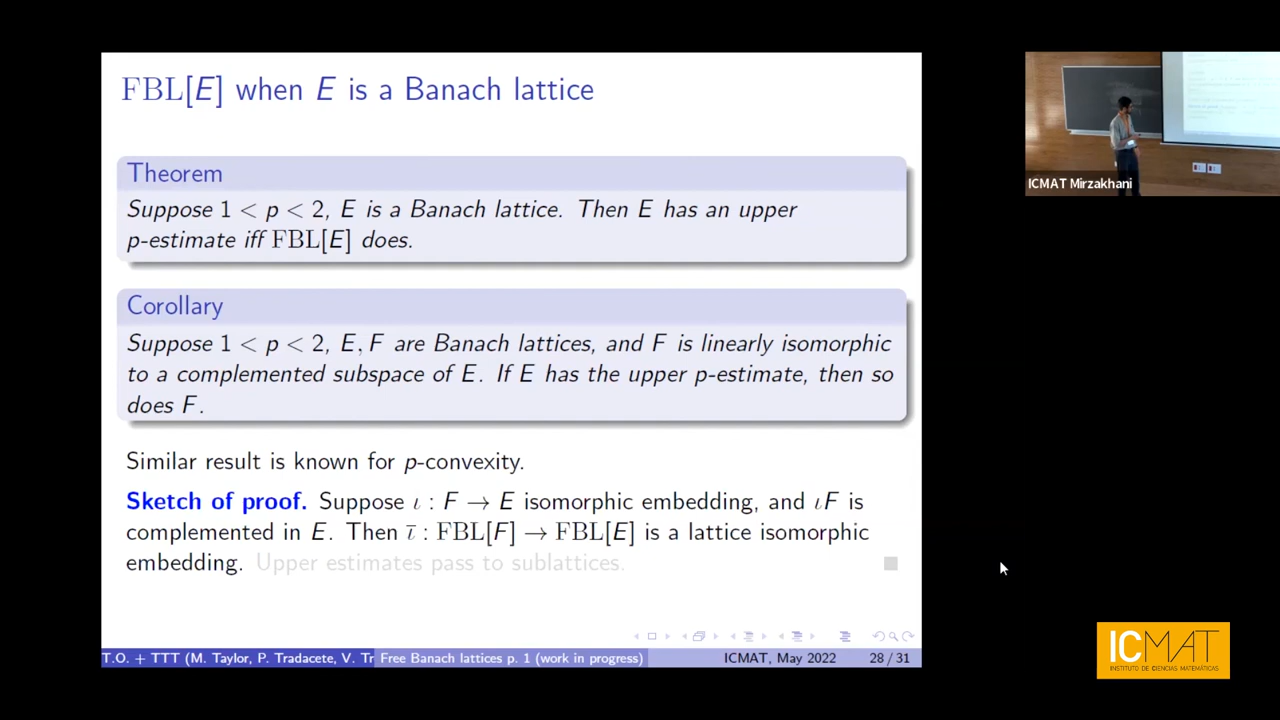 FBL[E] when E is a Banach lattice
Theorem
Suppose 1 < p < 2, E is a Banach lattice. Then E has an upper
p-estimate iff FBL[E] does.
Corollary
Suppose 1 < p < 2, E, F are Banach lattices, and F is linearly isomorphic
to a complemented subspace of E. If E has the upper p-estimate, then so
does F.
Similar result is known for p-convexity.
Sketch of proof. Suppose ι : F → E isomorphic embedding, and ιF is
complemented in E. Then ῑ : FBL[F] → FBL[E] is a lattice isomorphic
embedding. Upper estimates pass to sublattices.
T.O. + TTT (M. Taylor, P. Tradacete, V. Tr
Free Banach lattices p. 1 (work in progress)
ICMAT, May 2022
28 / 31
ICMAT Mirzakhani
ICMAT
INSTITUTO DE CIENCIAS MATEMÁTICAS